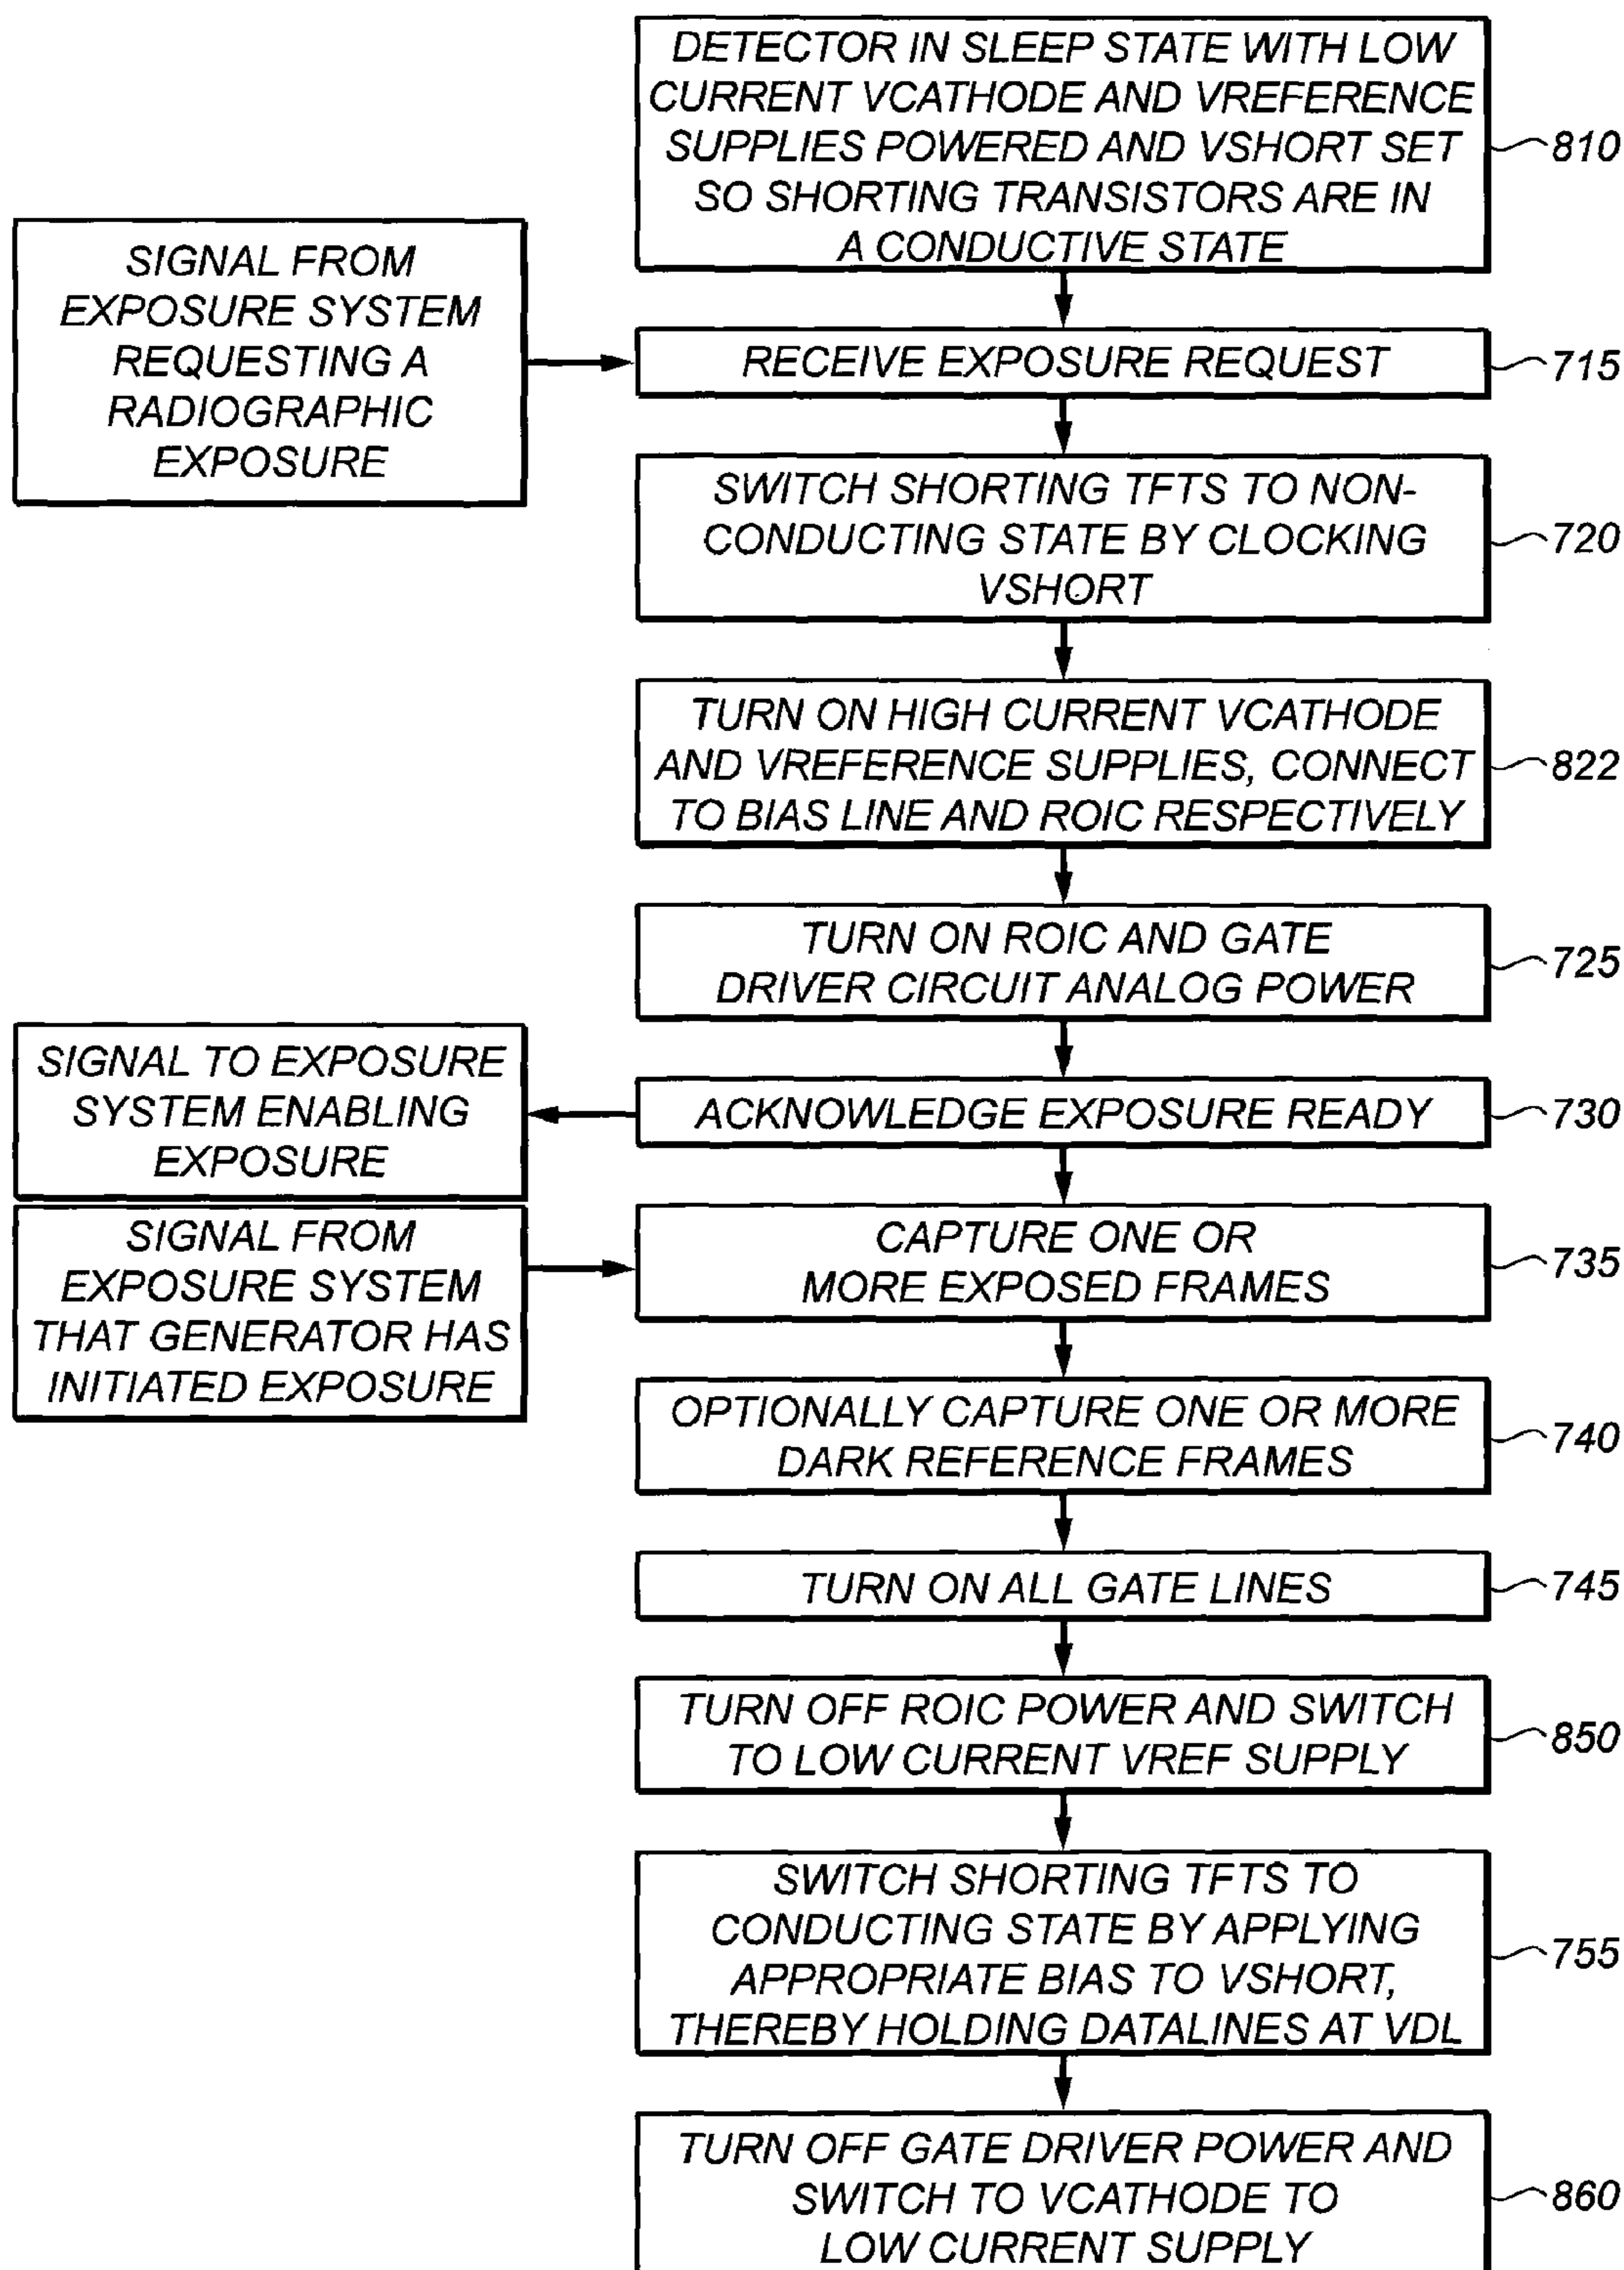 DETECTOR IN SLEEP STATE WITH LOW
CURRENT VCATHODE AND VREFERENCE
SUPPLIES POWERED AND VSHORT SET
SO SHORTING TRANSISTORS ARE IN
A CONDUCTIVE STATE
810
SIGNAL FROM
EXPOSURE SYSTEM
REQUESTING A
RADIOGRAPHIC
EXPOSURE
RECEIVE EXPOSURE REQUEST
715
SWITCH SHORTING TFTS TO NON-
CONDUCTING STATE BY CLOCKING
VSHORT
720
TURN ON HIGH CURRENT VCATHODE
AND VREFERENCE SUPPLIES, CONNECT
TO BIAS LINE AND ROIC RESPECTIVELY
822
TURN ON ROIC AND GATE
DRIVER CIRCUIT ANALOG POWER
725
SIGNAL TO EXPOSURE
SYSTEM ENABLING
EXPOSURE
ACKNOWLEDGE EXPOSURE READY
730
SIGNAL FROM
EXPOSURE SYSTEM
THAT GENERATOR HAS
INITIATED EXPOSURE
CAPTURE ONE OR
MORE EXPOSED FRAMES
735
OPTIONALLY CAPTURE ONE OR MORE
DARK REFERENCE FRAMES
740
TURN ON ALL GATE LINES
745
TURN OFF ROIC POWER AND SWITCH
TO LOW CURRENT VREF SUPPLY
850
SWITCH SHORTING TFTS TO
CONDUCTING STATE BY APPLYING
APPROPRIATE BIAS TO VSHORT,
THEREBY HOLDING DATALINES AT VDL
755
TURN OFF GATE DRIVER POWER AND
SWITCH TO VCATHODE TO
LOW CURRENT SUPPLY
860